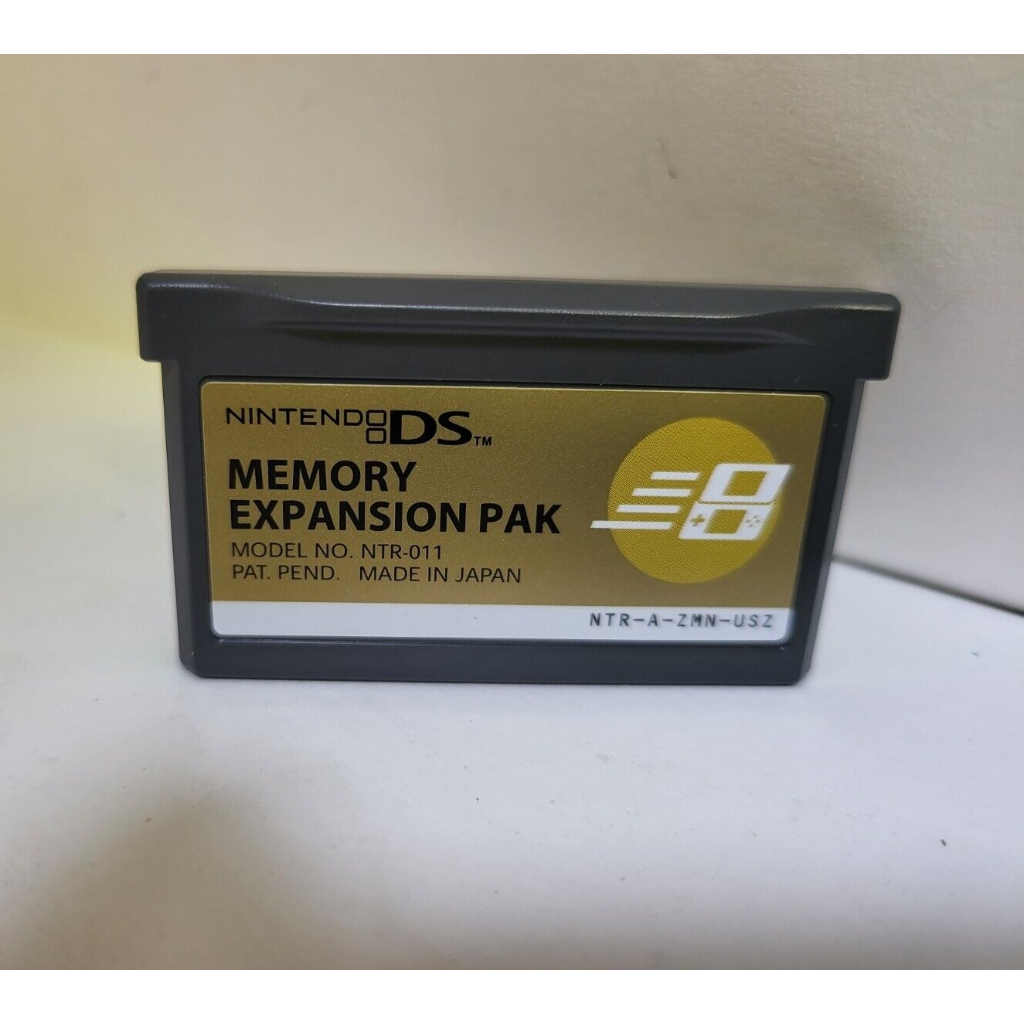 NINTENDO DS™
MEMORY
EXPANSION PAK
MODEL NO. NTR-011
PAT. PEND. MADE IN JAPAN
NTR-A-ZMN-USZ